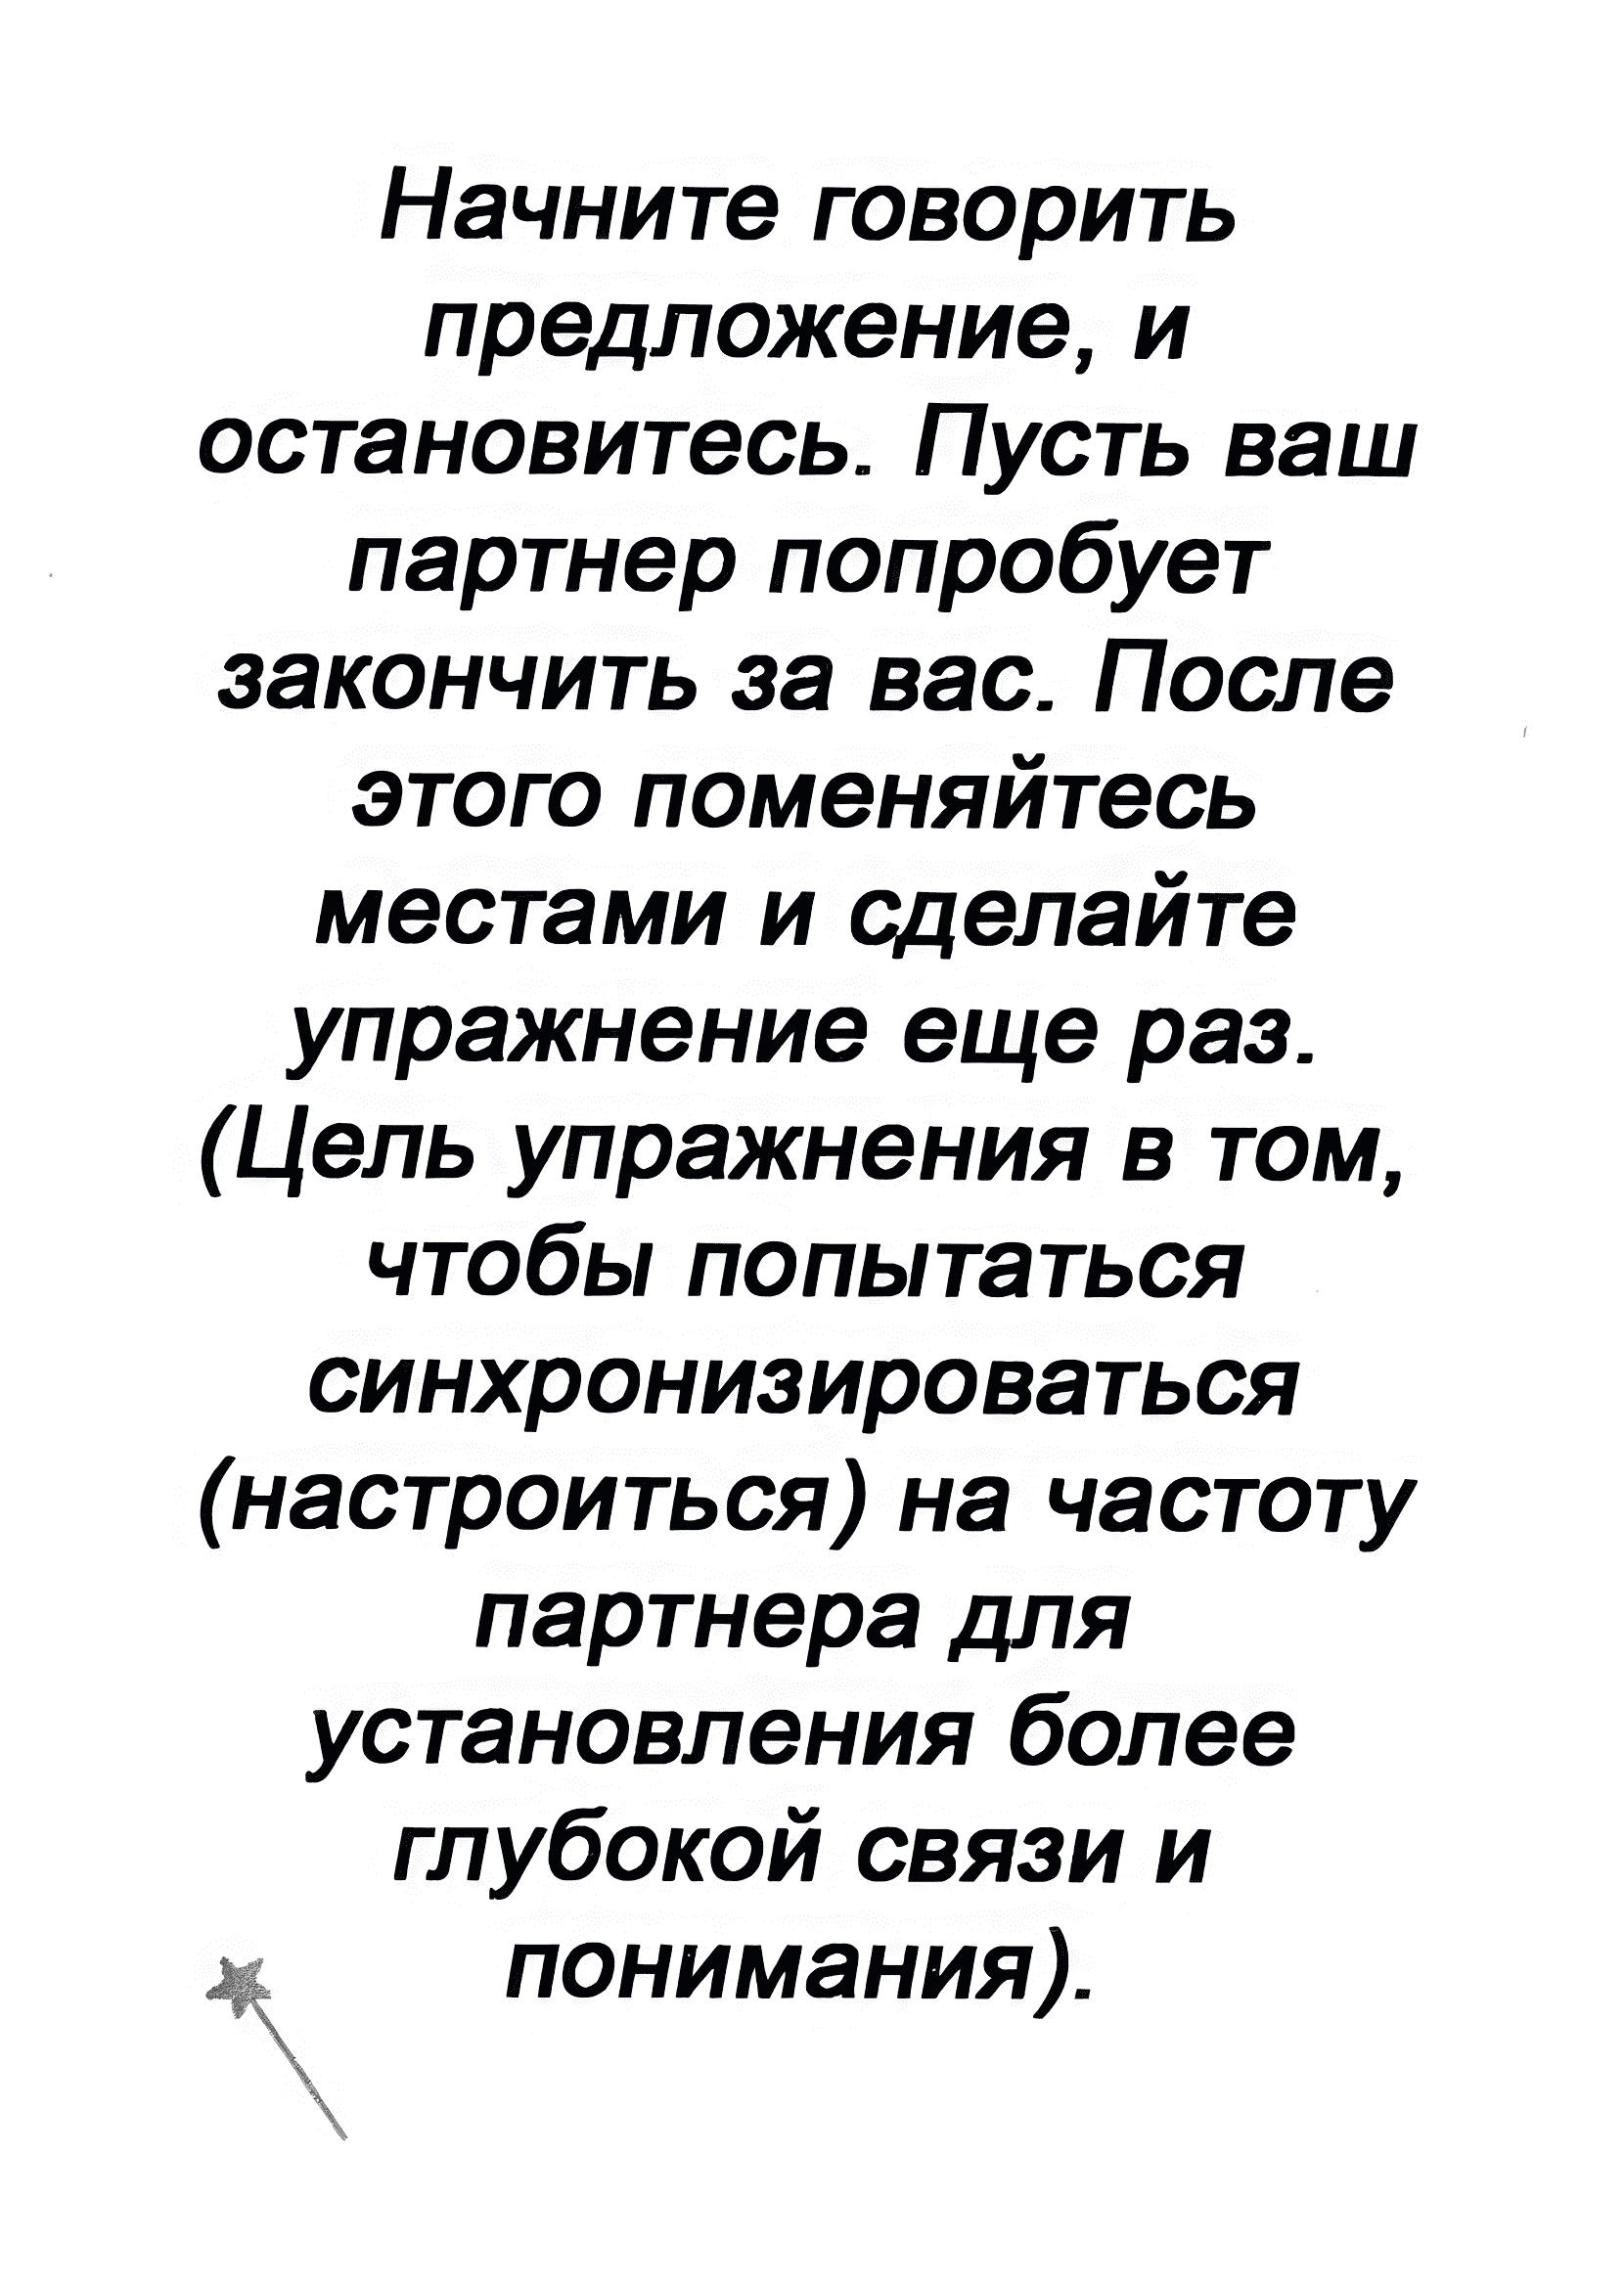 Начните говорить
предложение, и
остановитесь. Пусть ваш
партнер попробует
закончить за вас. После
этого поменяйтесь
местами и сделайте
упражнение еще раз.
(Цель упражнения в том,
чтобы попытаться
синхронизироваться
(настроиться) на частоту
партнера для
установления более
глубокой связи и
понимания).